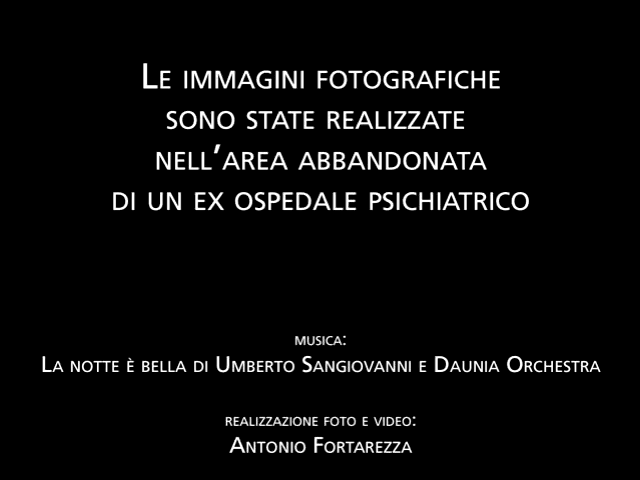 Le immagini fotografiche
sono state realizzate
nell'area abbandonata
di un ex ospedale psichiatrico
musica:
La notte è bella di Umberto Sangiovanni e Daunia Orchestra
realizzazione foto e video:
Antonio Fortarezza